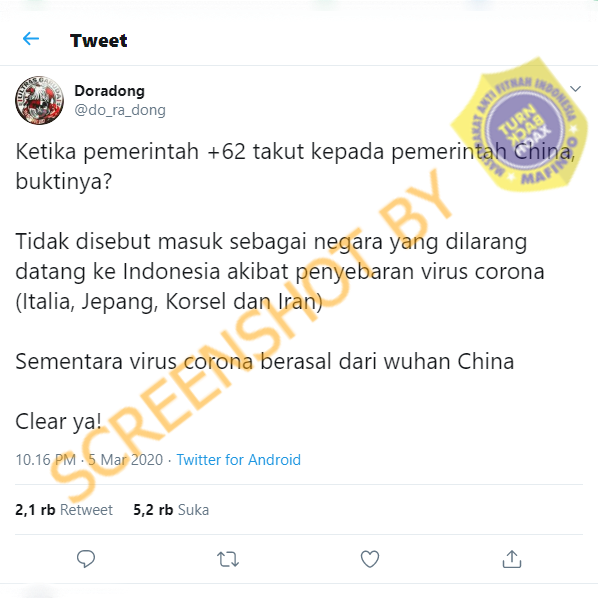 Tweet
Doradong
@do_ra_dong
Ketika pemerintah +62 takut kepada pemerintah China,
buktinya?
Tidak disebut masuk sebagai negara yang dilarang
datang ke Indonesia akibat penyebaran virus corona
(Italia, Jepang, Korsel dan Iran)
Sementara virus corona berasal dari wuhan China
Clear ya!
10.16 PM · 5 Mar 2020 · Twitter for Android
2,1 rb Retweet 5,2 rb Suka
SCREENSHOT BY
TURN
BACK
HOAX
ANTI FITNAH INDONESIA
MAFINDO